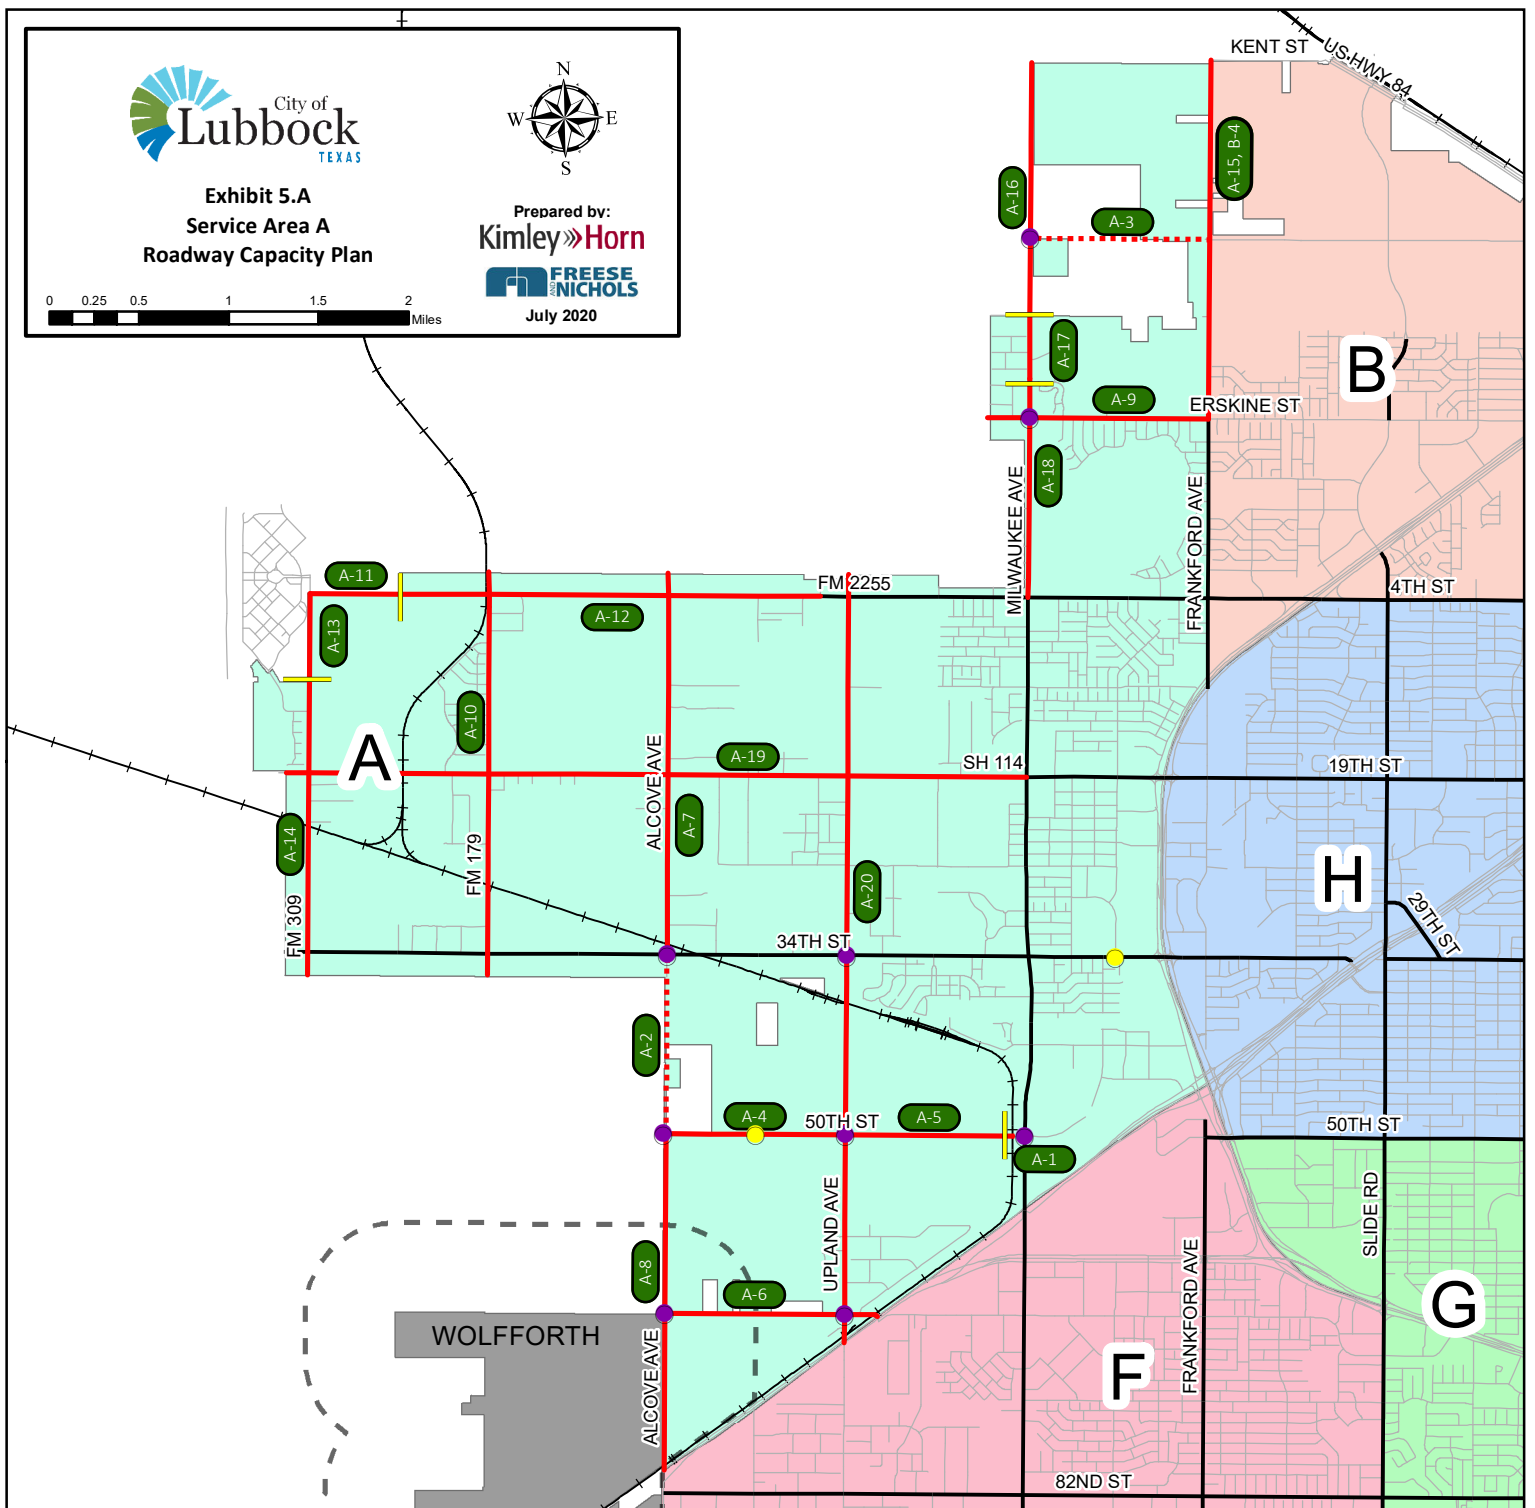 KENT ST
US HWY 84
City of
Lubbock
TEXAS
N
W
E
S
Exhibit 5.A
Service Area A
Roadway Capacity Plan
Prepared by:
Kimley»Horn
FREESE
AND
NICHOLS
July 2020
0 0.25 0.5 1 1.5 2
Miles
A-15, B-4
A-16
A-3
A-17
B
A-9
ERSKINE ST
A-18
MILWAUKEE AVE
FRANKFORD AVE
A-11
FM 2255
4TH ST
A-12
A-13
A-10
A
A-19
SH 114
19TH ST
ALCOVE AVE
A-7
A-14
FM 179
H
A-20
FM 309
34TH ST
29TH ST
A-2
A-4
50TH ST
A-5
50TH ST
A-1
UPLAND AVE
SLIDE RD
A-8
A-6
FRANKFORD AVE
G
WOLFFORTH
ALCOVE AVE
F
82ND ST